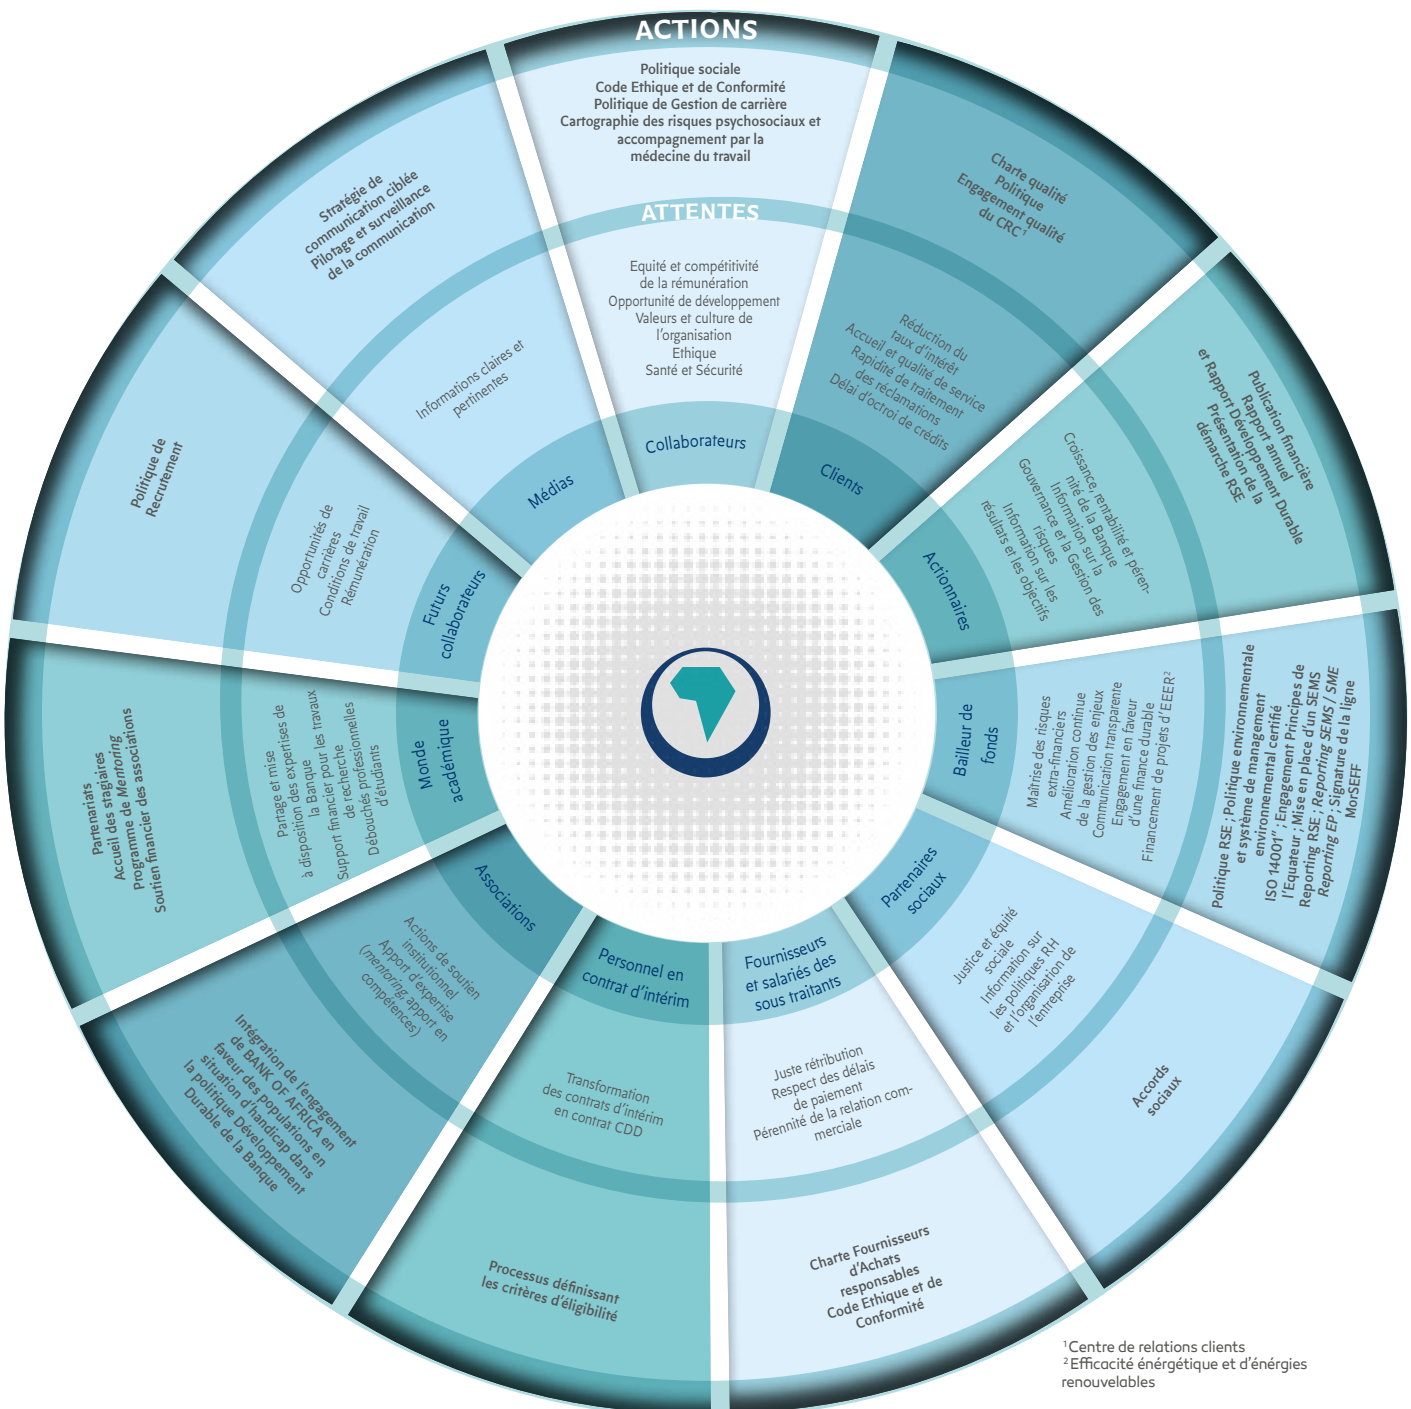 ACTIONS
Politique sociale
Code Ethique et de Conformité
Politique de Gestion de carrière
Cartographie des risques psychosociaux et
accompagnement par la
médecine du travail
ATTENTES
Equité et compétitivité
de la rémunération
Opportunité de développement
Valeurs et culture de
l'organisation
Ethique
Santé et Sécurité
Collaborateurs
Charte qualité
Politique
Engagement qualité
du CRC¹
Réduction du
taux d'intérêt
Accueil et qualité de service
Rapidité de traitement
des réclamations
Délai d'octroi de crédits
Clients
Publication financière
Rapport annuel
et Rapport Développement Durable
Présentation de la
démarche RSE
Croissance, rentabilité et péren-
nité de la Banque
Information sur la
Gouvernance et la Gestion des
risques
Information sur les
résultats et les objectifs
Actionnaires
Politique RSE ; Politique environnementale
et système de management
environnemental certifié
ISO 14001" ; Engagement Principes de
l'Equateur ; Mise en place d'un SEMS
Reporting RSE ; Reporting SEMS / SME
Reporting EP ; Signature de la ligne
MorSEFF
Maîtrise des risques
extra-financiers
Amélioration continue
de la gestion des enjeux
Communication transparente
Engagement en faveur
d'une finance durable
Financement de projets d'EEER²
Bailleur de
fonds
Accords
sociaux
Justice et équité
sociale
Information sur
les politiques RH
et l'organisation de
l'entreprise
Partenaires
sociaux
Charte Fournisseurs
d'Achats
responsables
Code Ethique et de
Conformité
Juste rétribution
Respect des délais
de paiement
Pérennité de la relation com-
merciale
Fournisseurs
et salariés des
sous traitants
Processus définissant
les critères d'éligibilité
Transformation
des contrats d'intérim
en contrat CDD
Personnel en
contrat d'intérim
Intégration de l'engagement
de BANK OF AFRICA en
faveur des populations en
situation d'handicap dans
la politique Développement
Durable de la Banque
Actions de soutien
institutionnel
Apport d'expertise
(mentoring, apport en
compétences)
Associations
Partenariats
Accueil des stagiaires
Programme de Mentoring
Soutien financier des associations
Partage et mise
à disposition des expertises de
la Banque
Support financier pour les travaux
de recherche
Débouchés professionnelles
d'étudiants
Monde
académique
Politique de
Recrutement
Opportunités de
carrières
Conditions de travail
Rémunération
Futurs
collaborateurs
Stratégie de
communication ciblée
Pilotage et surveillance
de la communication
Informations claires et
pertinentes
Médias
¹Centre de relations clients
²Efficacité énérgétique et d'énérgies
renouvelables